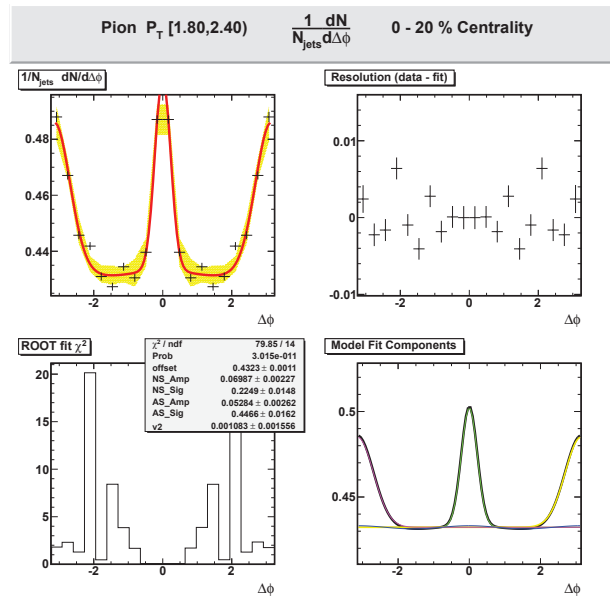 Pion P_T [1.80,2.40) 1 dN / N_jets dΔϕ 0 - 20 % Centrality
1/N_jets dN/dΔϕ
0.48
0.46
0.44
-2 0 2
Δϕ
Resolution (data - fit)
0.01
0
-0.01
-2 0 2
Δϕ
ROOT fit χ²
20
15
10
5
0
-2 0 2
Δϕ
χ² / ndf 79.85 / 14
Prob 3.015e-011
offset 0.4323 ± 0.0011
NS_Amp 0.06987 ± 0.00227
NS_Sig 0.2249 ± 0.0148
AS_Amp 0.05284 ± 0.00262
AS_Sig 0.4466 ± 0.0162
v2 0.001083 ± 0.001556
Model Fit Components
0.5
0.45
-2 0 2
Δϕ